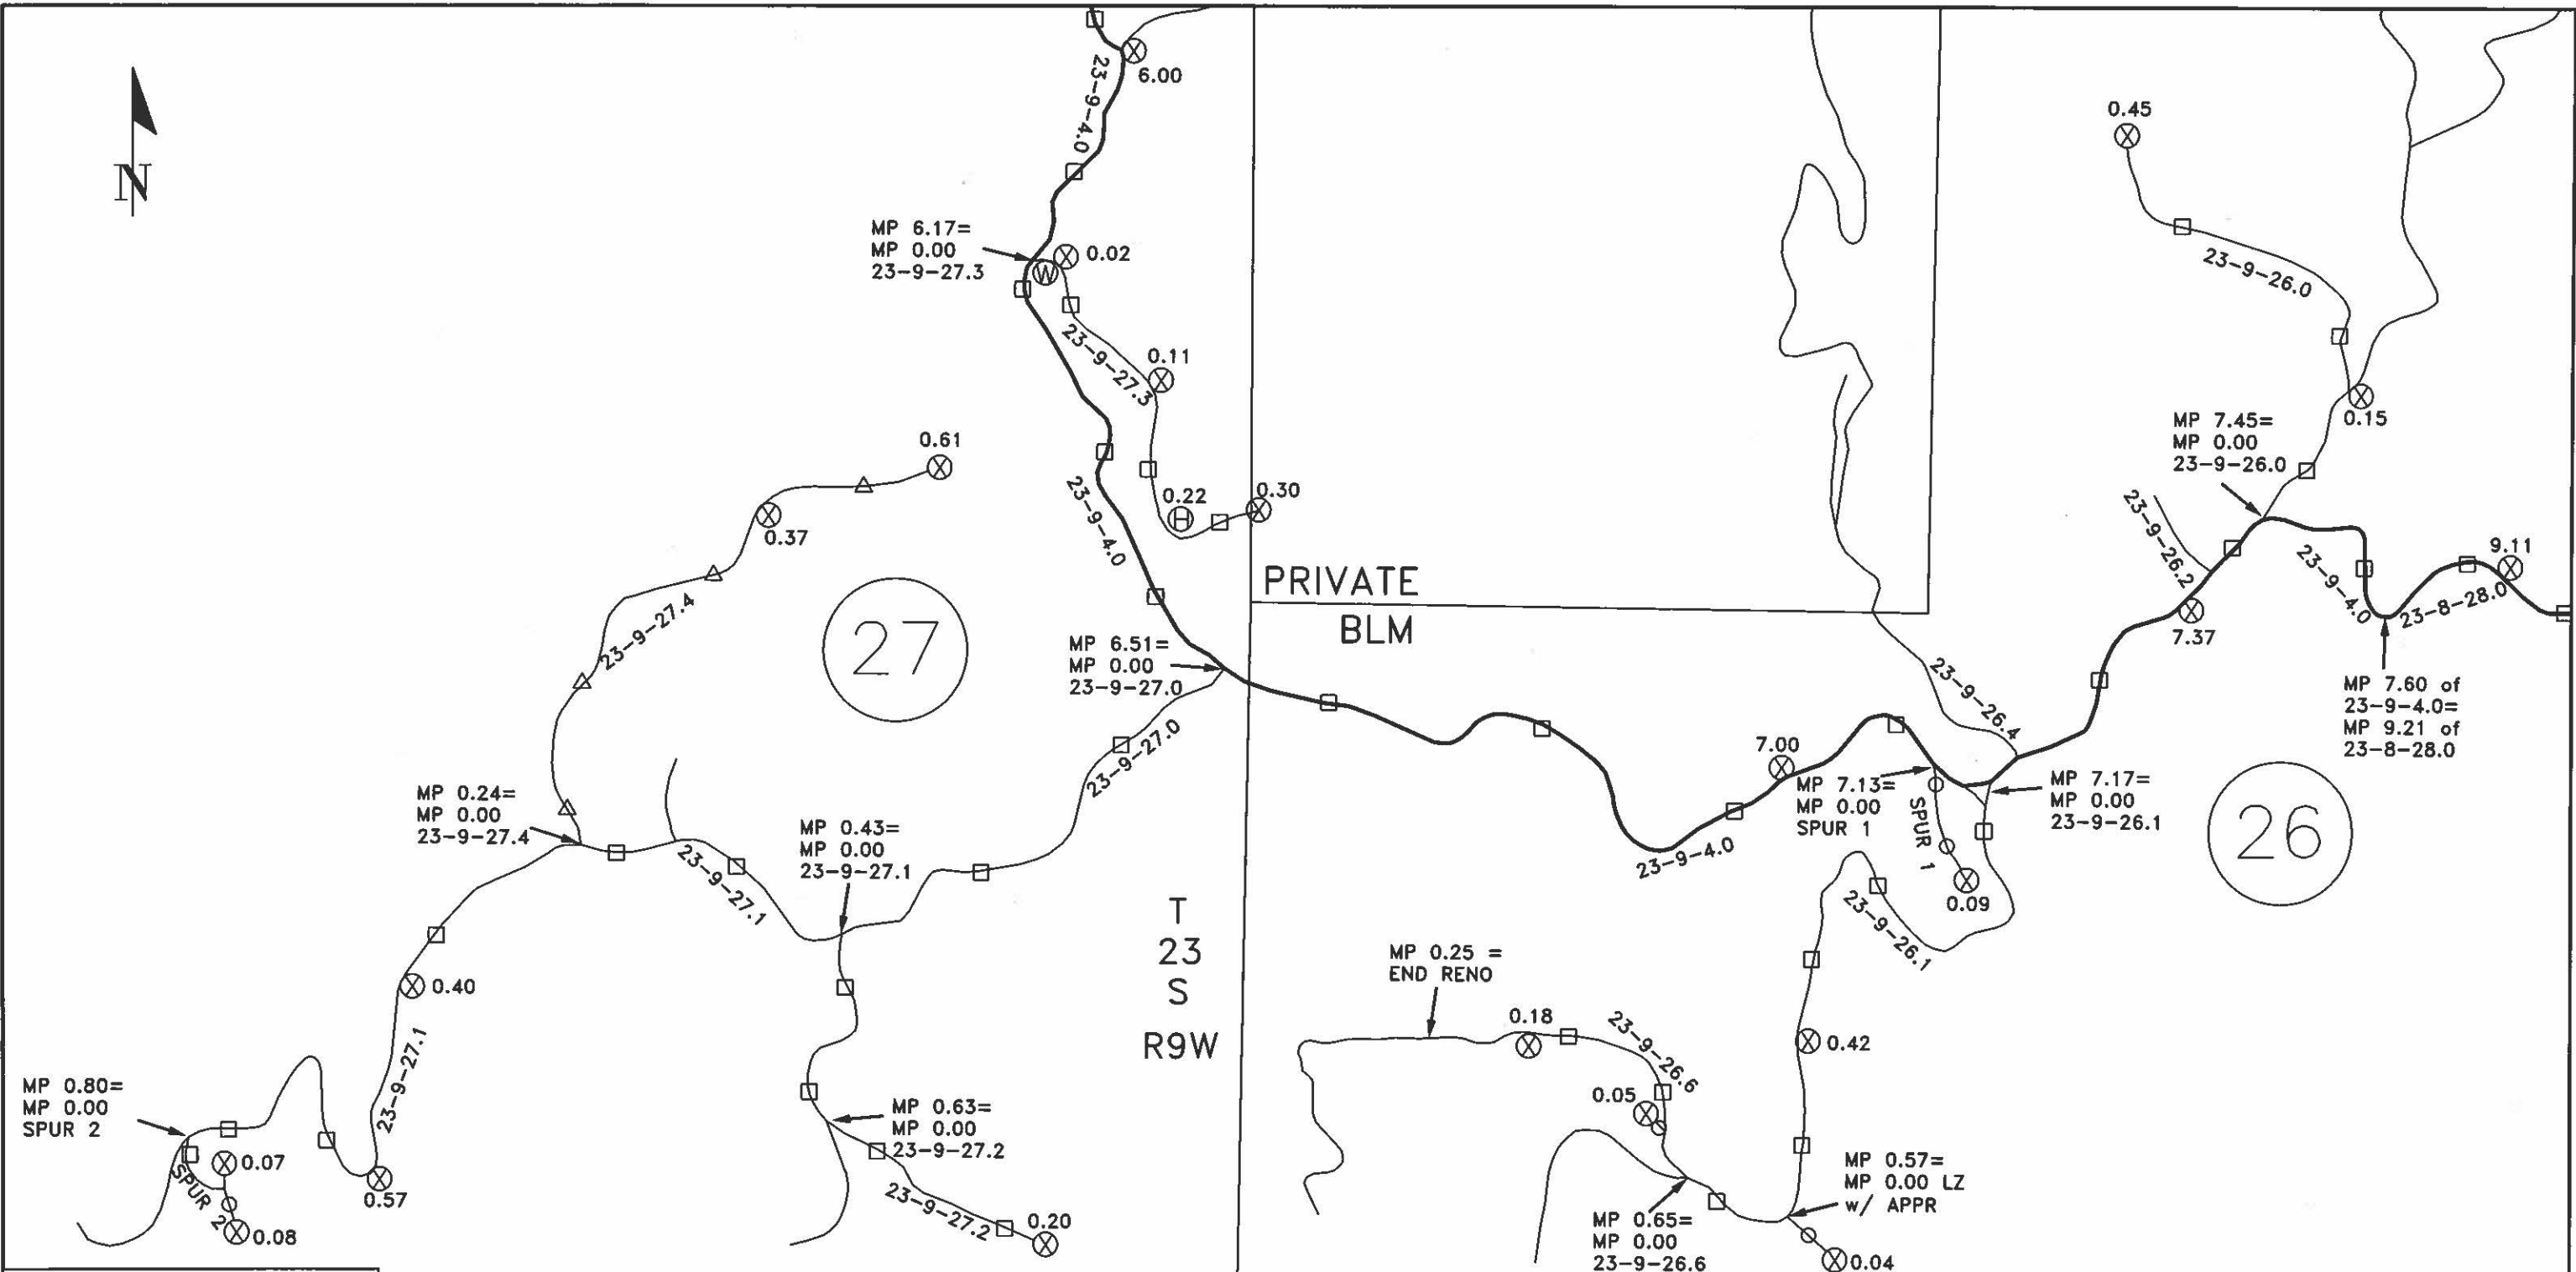 6.00
23-9-4.0
N
0.45
MP 6.17=
MP 0.00
23-9-27.3
W
0.02
23-9-26.0
23-9-27.3
0.11
0.15
MP 7.45=
MP 0.00
23-9-26.0
0.61
0.37
23-9-4.0
0.22
H
0.30
23-9-26.2
23-9-4.0
9.11
23-8-28.0
7.37
PRIVATE
BLM
23-9-27.4
27
MP 6.51=
MP 0.00
23-9-27.0
23-9-26.4
MP 7.60 of
23-9-4.0=
MP 9.21 of
23-8-28.0
23-9-27.0
7.00
MP 7.13=
MP 0.00
SPUR 1
SPUR 1
MP 7.17=
MP 0.00
23-9-26.1
26
MP 0.24=
MP 0.00
23-9-27.4
MP 0.43=
MP 0.00
23-9-27.1
23-9-27.1
23-9-4.0
0.09
23-9-26.1
T
23
S
R9W
MP 0.25 =
END RENO
0.40
23-9-27.1
0.18
23-9-26.6
0.42
0.05
MP 0.80=
MP 0.00
SPUR 2
SPUR 2
0.07
0.08
0.57
MP 0.63=
MP 0.00
23-9-27.2
23-9-27.2
0.20
MP 0.57=
MP 0.00 LZ
w/ APPR
MP 0.65=
MP 0.00
23-9-26.6
0.04